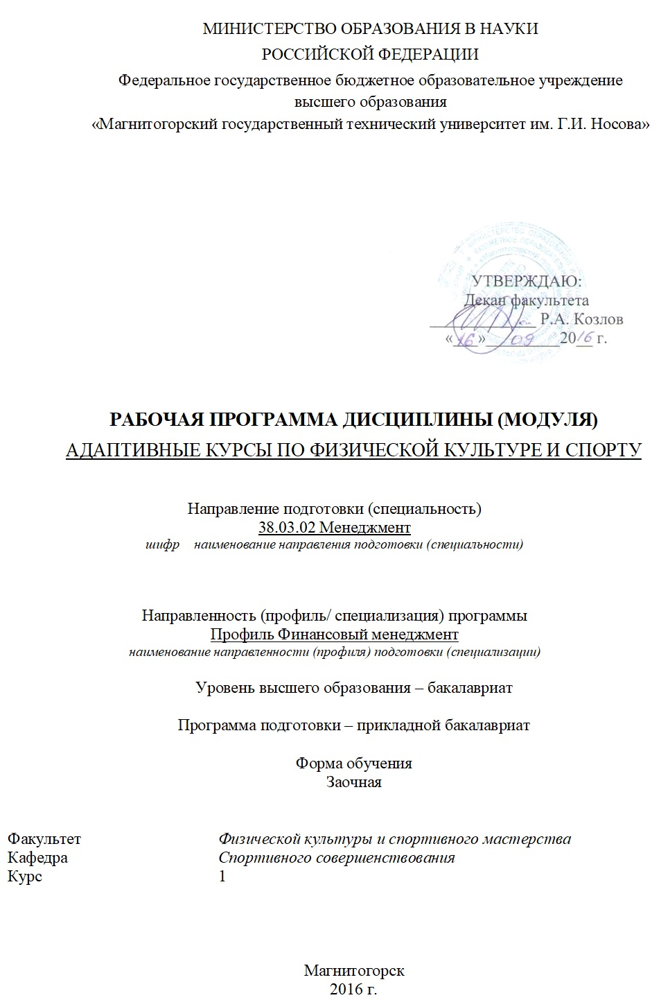 МИНИСТЕРСТВО ОБРАЗОВАНИЯ В НАУКИ
РОССИЙСКОЙ ФЕДЕРАЦИИ
Федеральное государственное бюджетное образовательное учреждение
высшего образования
«Магнитогорский государственный технический университет им. Г.И. Носова»
УТВЕРЖДАЮ:
Декан факультета
Р.А. Козлов
«16» 09 2016 г.
РАБОЧАЯ ПРОГРАММА ДИСЦИПЛИНЫ (МОДУЛЯ)
АДАПТИВНЫЕ КУРСЫ ПО ФИЗИЧЕСКОЙ КУЛЬТУРЕ И СПОРТУ
Направление подготовки (специальность)
38.03.02 Менеджмент
шифр наименование направления подготовки (специальности)
Направленность (профиль/ специализация) программы
Профиль Финансовый менеджмент
наименование направленности (профиля) подготовки (специализации)
Уровень высшего образования – бакалавриат
Программа подготовки – прикладной бакалавриат
Форма обучения
Заочная
Факультет Физической культуры и спортивного мастерства
Кафедра Спортивного совершенствования
Курс 1
Магнитогорск
2016 г.